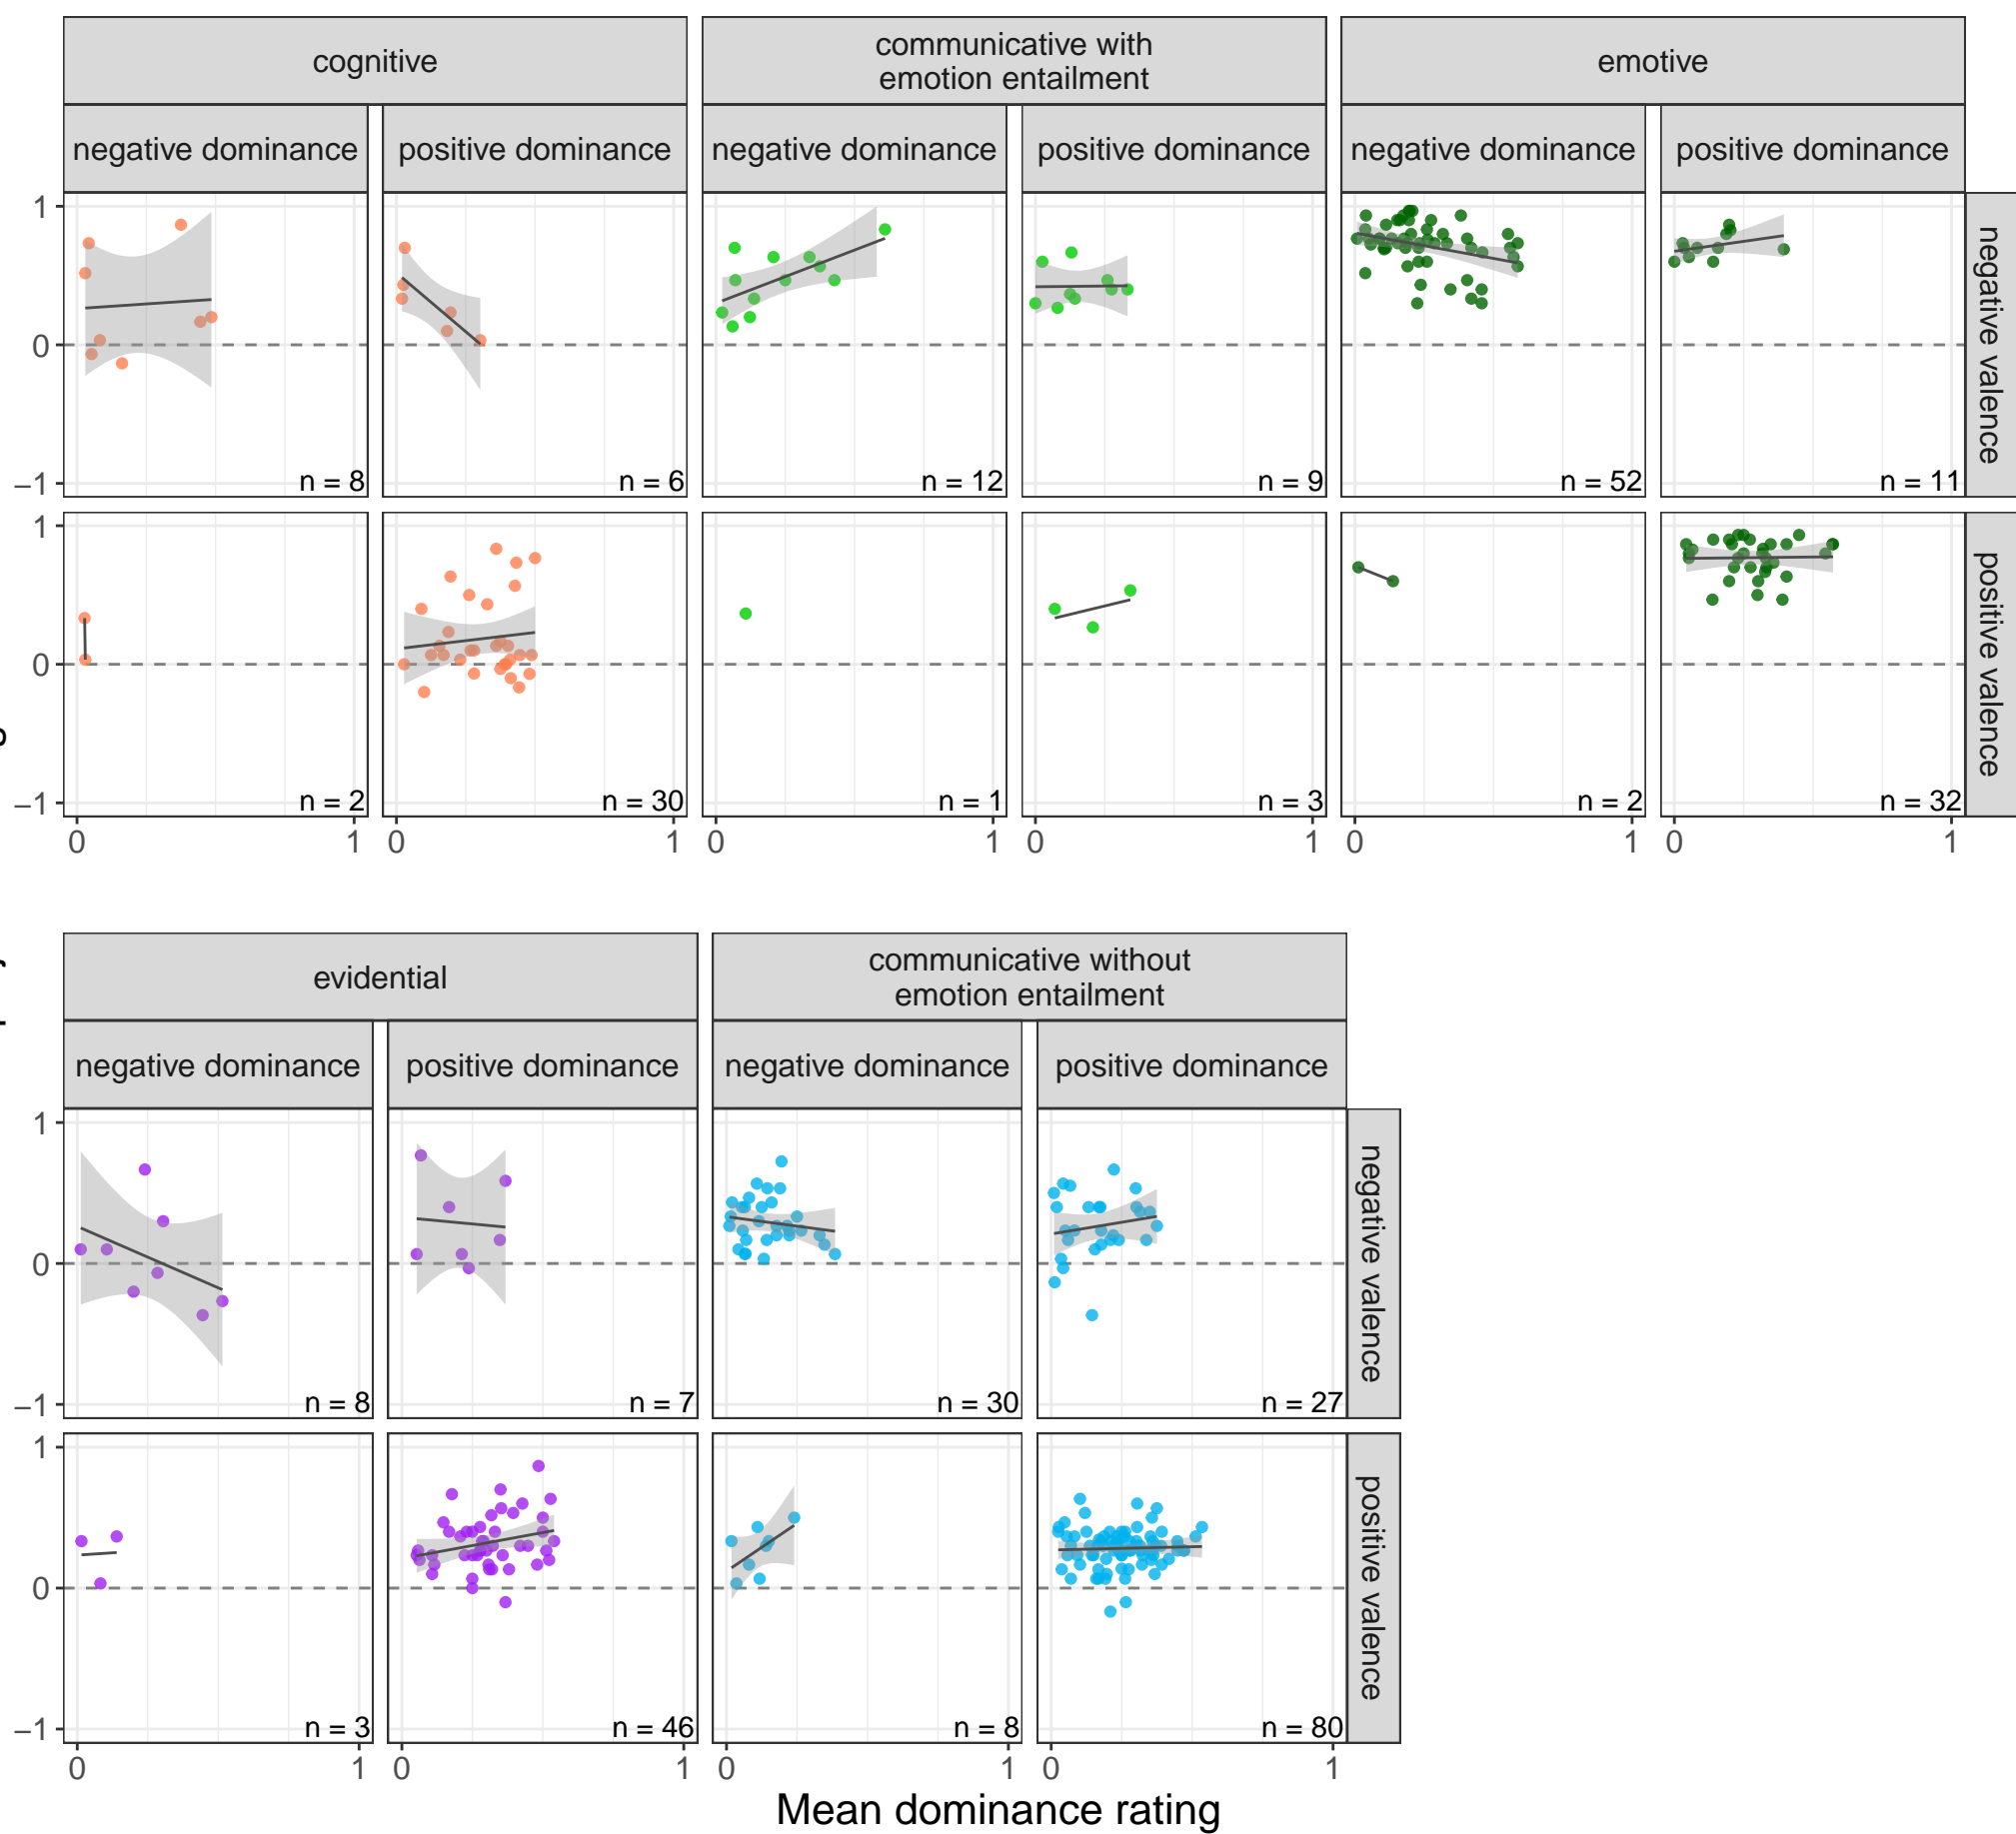 cognitive
communicative with
emotion entailment
emotive
negative dominance
positive dominance
negative dominance
positive dominance
negative dominance
positive dominance
1
0
−1
n = 8
n = 6
n = 12
n = 9
n = 52
n = 11
negative valence
1
0
−1
n = 2
n = 30
n = 1
n = 3
n = 2
n = 32
positive valence
0 1 0 1 0 1 0 1 0 1 0 1
evidential
communicative without
emotion entailment
negative dominance
positive dominance
negative dominance
positive dominance
1
0
−1
n = 8
n = 7
n = 30
n = 27
negative valence
1
0
−1
n = 3
n = 46
n = 8
n = 80
positive valence
0 1 0 1 0 1 0 1
Mean dominance rating